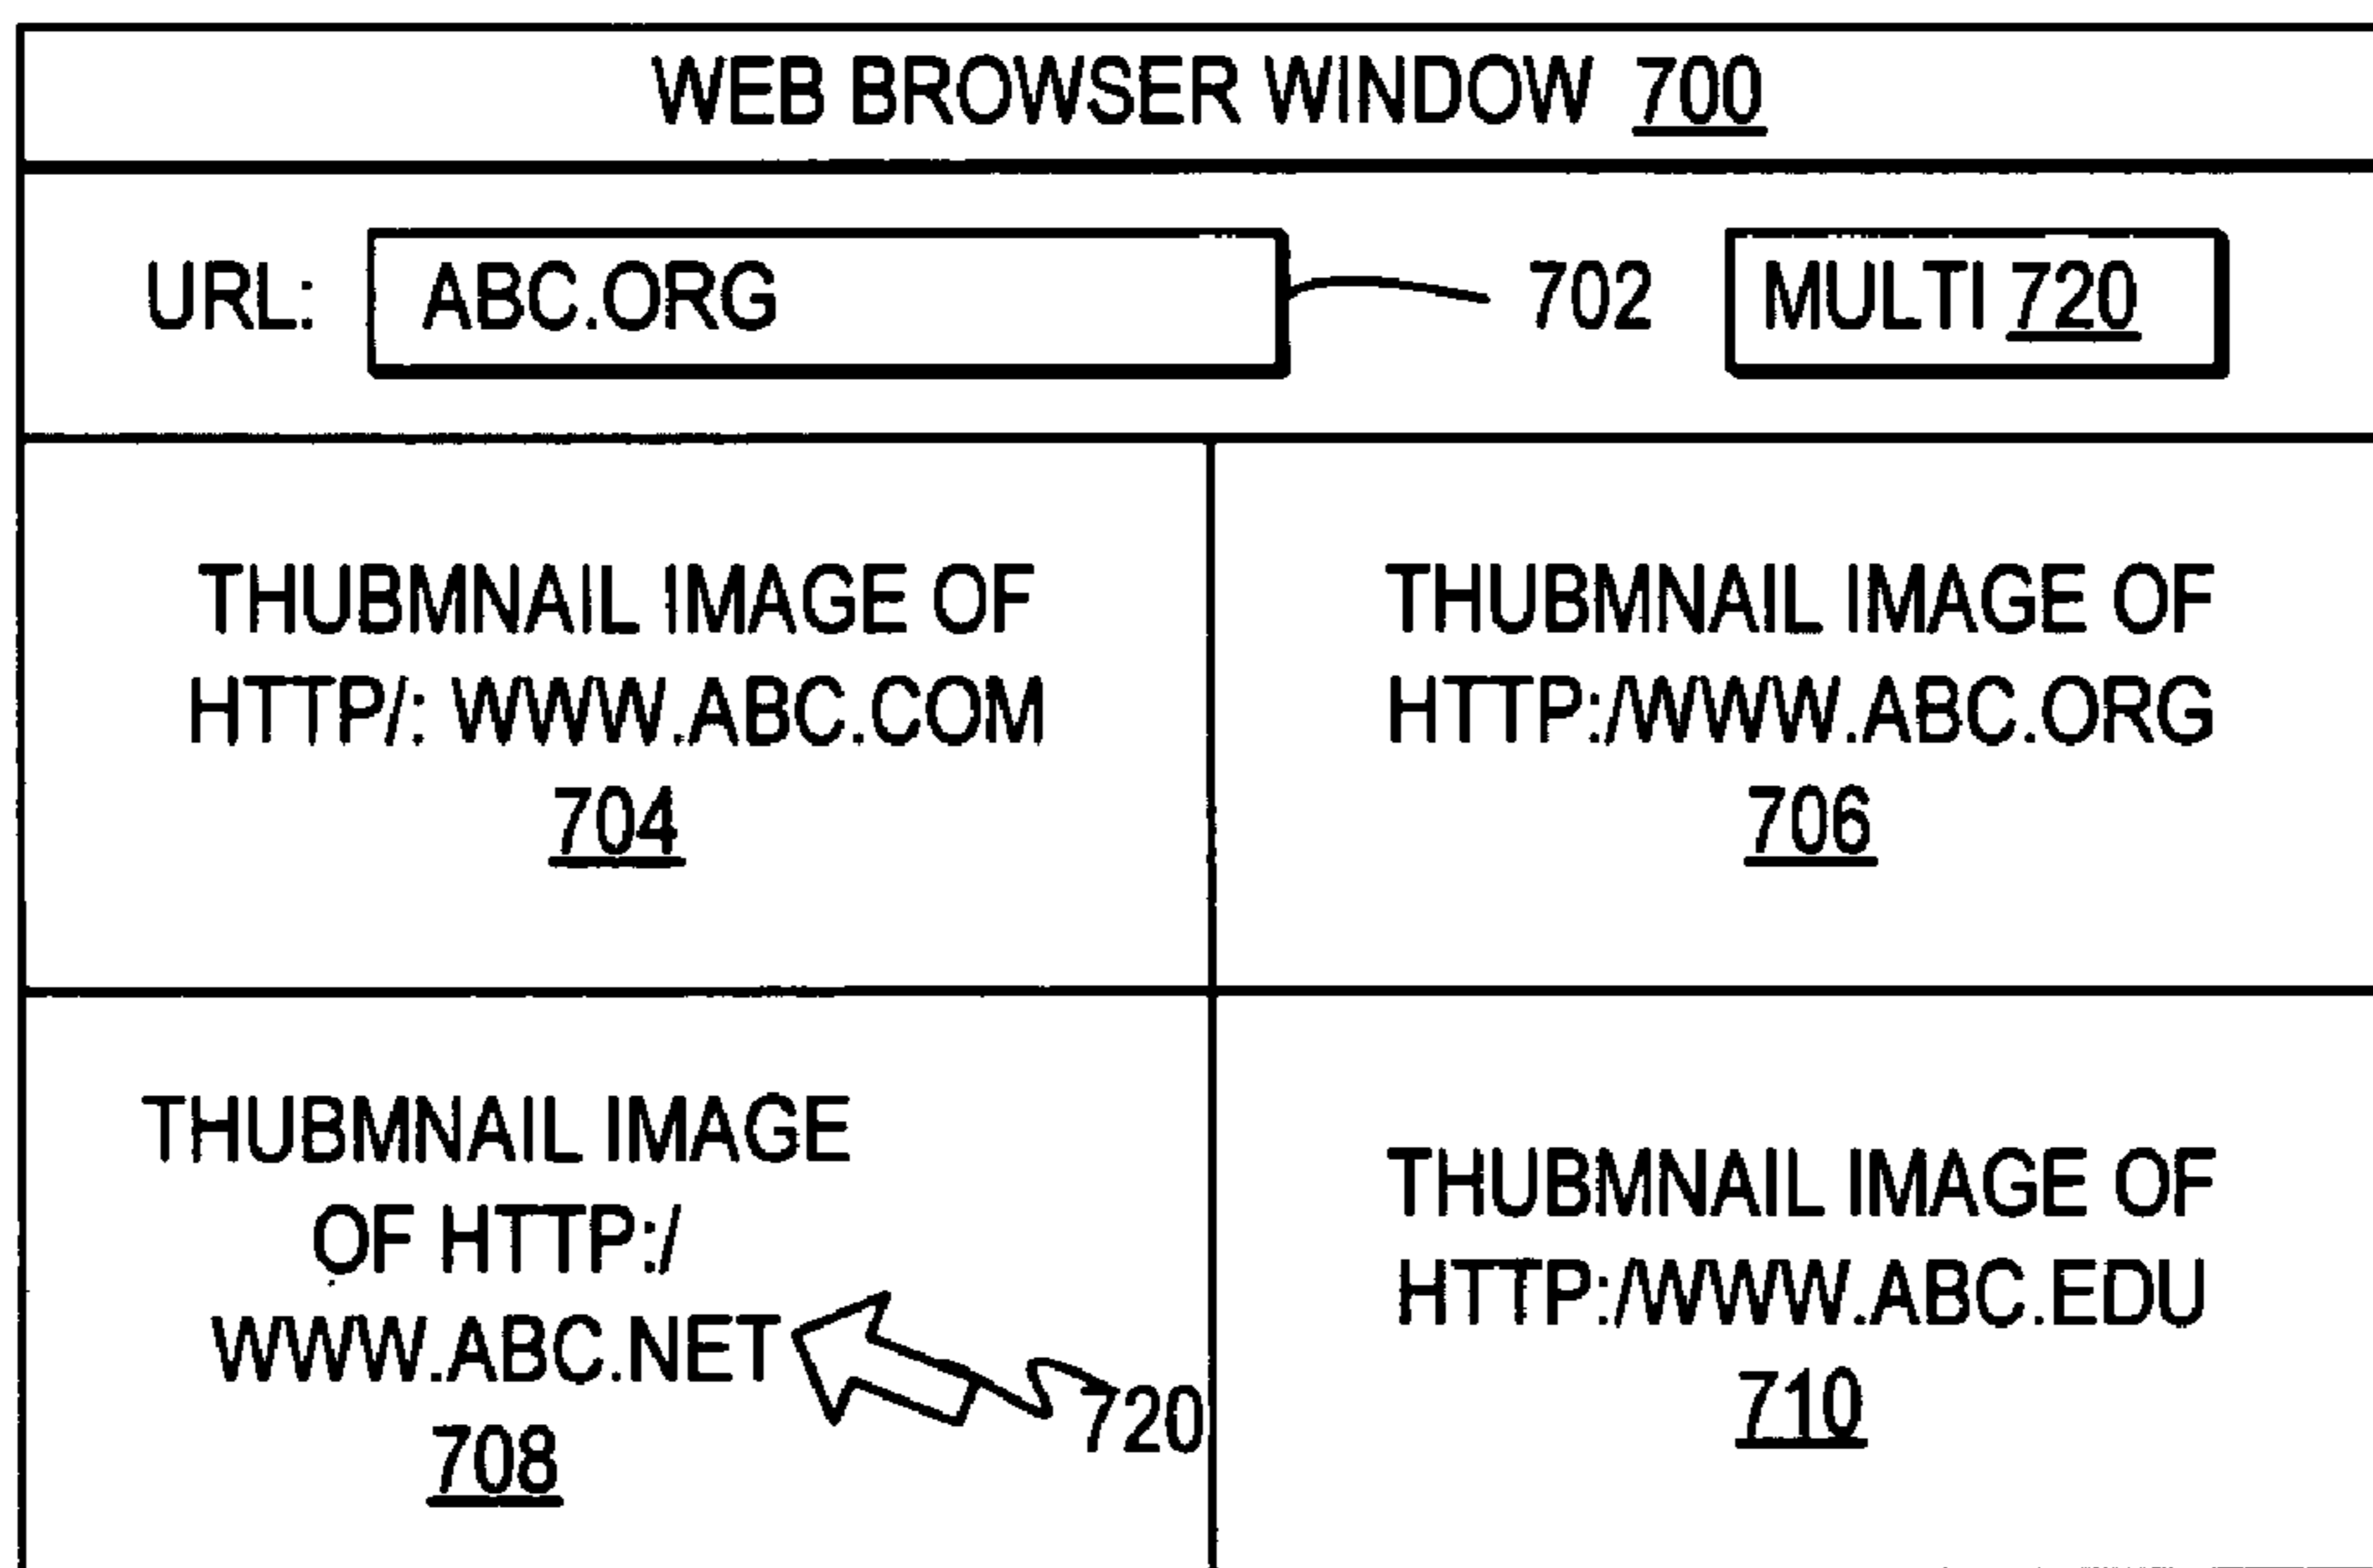 WEB BROWSER WINDOW 700
URL: ABC.ORG 702 MULTI 720
THUBMNAIL IMAGE OF
HTTP/: WWW.ABC.COM
704
THUBMNAIL IMAGE OF
HTTP:/WWW.ABC.ORG
706
THUBMNAIL IMAGE
OF HTTP:/
WWW.ABC.NET
720
708
THUBMNAIL IMAGE OF
HTTP:/WWW.ABC.EDU
710